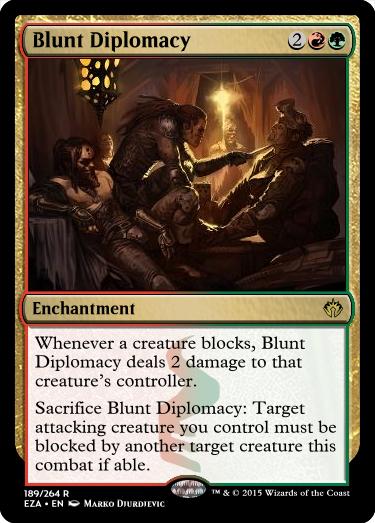 Blunt Diplomacy 2
Enchantment
Whenever a creature blocks, Blunt
Diplomacy deals 2 damage to that
creature's controller.
Sacrifice Blunt Diplomacy: Target
attacking creature you control must be
blocked by another target creature this
combat if able.
189/264 R
EZA • EN Marko Djurdjevic ™ & © 2015 Wizards of the Coast